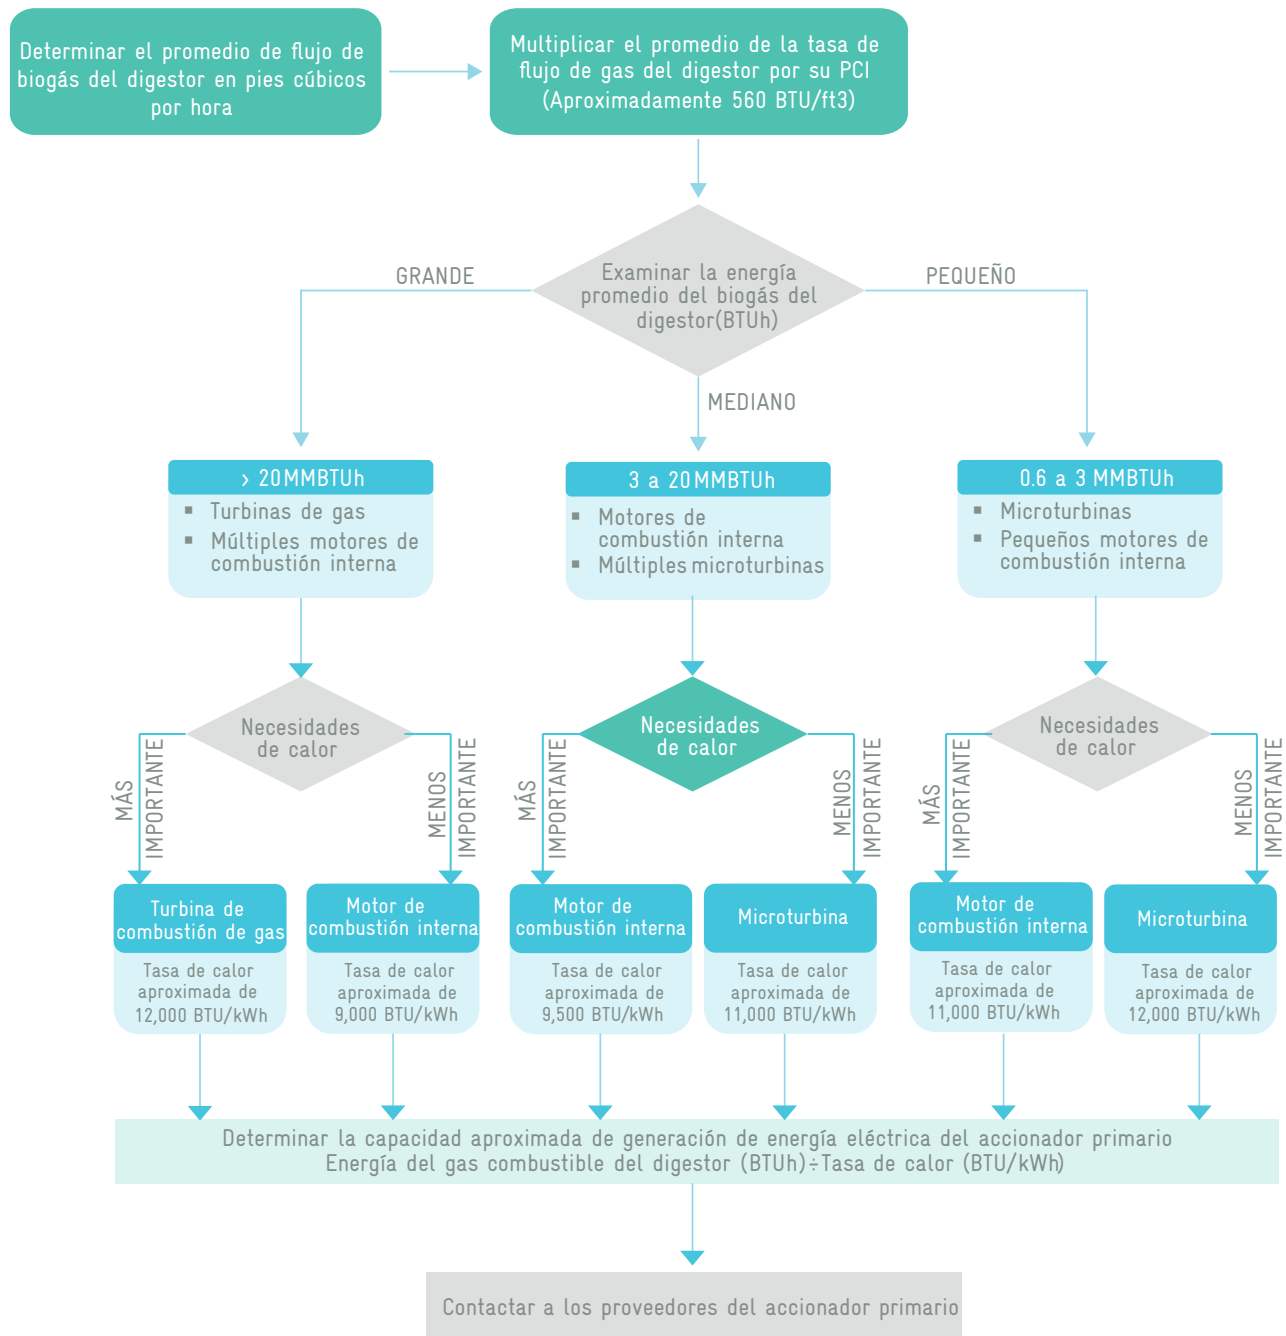 Determinar el promedio de flujo de
biogás del digestor en pies cúbicos
por hora
Multiplicar el promedio de la tasa de
flujo de gas del digestor por su PCI
(Aproximadamente 560 BTU/ft3)
Examinar la energía
promedio del biogás del
digestor(BTUh)
GRANDE
PEQUEÑO
MEDIANO
> 20MMBTUh
▪ Turbinas de gas
▪ Múltiples motores de
combustión interna
3 a 20MMBTUh
▪ Motores de
combustión interna
▪ Múltiples microturbinas
0.6 a 3 MMBTUh
▪ Microturbinas
▪ Pequeños motores de
combustión interna
Necesidades
de calor
MÁS
IMPORTANTE
MENOS
IMPORTANTE
Necesidades
de calor
MÁS
IMPORTANTE
MENOS
IMPORTANTE
Necesidades
de calor
MÁS
IMPORTANTE
MENOS
IMPORTANTE
Turbina de
combustión de gas
Tasa de calor
aproximada de
12,000 BTU/kWh
Motor de
combustión interna
Tasa de calor
aproximada de
9,000 BTU/kWh
Motor de
combustión interna
Tasa de calor
aproximada de
9,500 BTU/kWh
Microturbina
Tasa de calor
aproximada de
11,000 BTU/kWh
Motor de
combustión interna
Tasa de calor
aproximada de
11,000 BTU/kWh
Microturbina
Tasa de calor
aproximada de
12,000 BTU/kWh
Determinar la capacidad aproximada de generación de energía eléctrica del accionador primario
Energía del gas combustible del digestor (BTUh)÷Tasa de calor (BTU/kWh)
Contactar a los proveedores del accionador primario